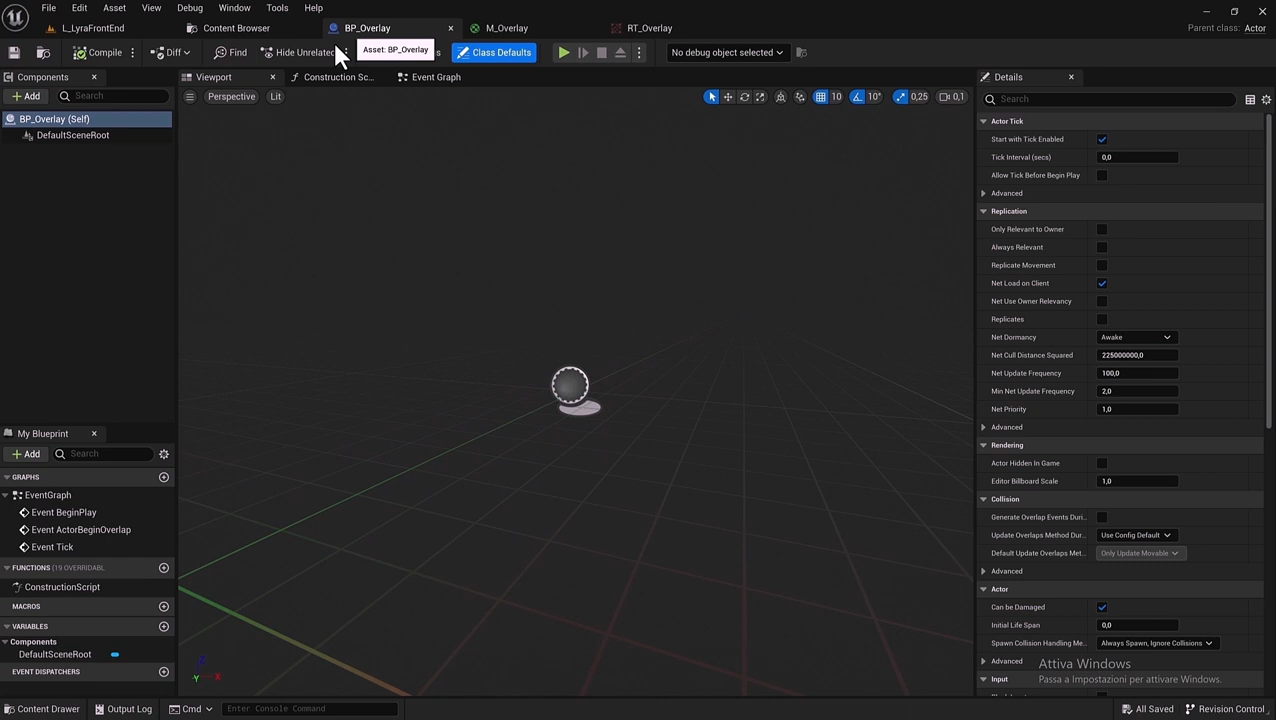 File Edit Asset View Debug Window Tools Help
L_LyraFrontEnd Content Browser BP_Overlay M_Overlay RT_Overlay Parent class: Actor
Compile Diff Find Hide Unrelated Asset: BP_Overlay Class Defaults No debug object selected
Components Viewport Construction Sc... Event Graph Details
Add Search Perspective Lit 10 10° 0,25 0,1 Search
BP_Overlay (Self)
DefaultSceneRoot
Actor Tick
Start with Tick Enabled
Tick Interval (secs) 0,0
Allow Tick Before Begin Play
Advanced
Replication
Only Relevant to Owner
Always Relevant
Replicate Movement
Net Load on Client
Net Use Owner Relevancy
Replicates
Net Dormancy Awake
Net Cull Distance Squared 225000000,0
Net Update Frequency 100,0
Min Net Update Frequency 2,0
Net Priority 1,0
Advanced
Rendering
Actor Hidden In Game
Editor Billboard Scale 1,0
Collision
Generate Overlap Events Duri..
Update Overlaps Method Dur.. Use Config Default
Default Update Overlaps Met.. Only Update Movable
Advanced
Actor
Can be Damaged
Initial Life Span 0,0
Spawn Collision Handling Me.. Always Spawn, Ignore Collisions
Advanced
Input
My Blueprint
Add Search
GRAPHS
EventGraph
Event BeginPlay
Event ActorBeginOverlap
Event Tick
FUNCTIONS (19 OVERRIDABL
ConstructionScript
MACROS
VARIABLES
Components
DefaultSceneRoot
EVENT DISPATCHERS
Z
Y X
Attiva Windows
Passa a Impostazioni per attivare Windows.
Content Drawer Output Log Cmd Enter Console Command All Saved Revision Control